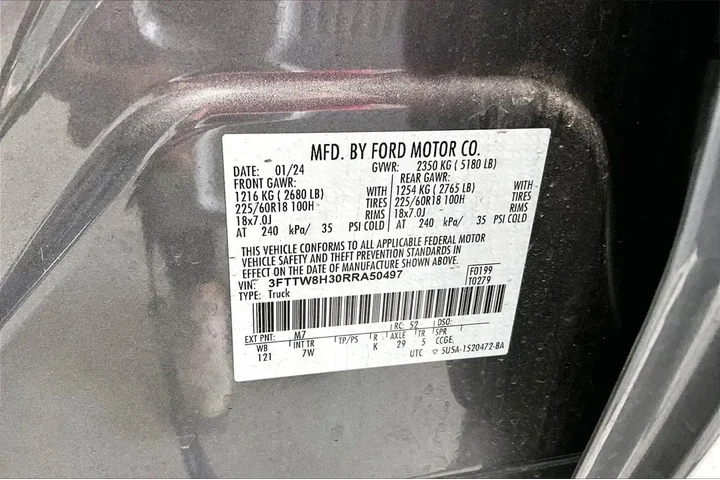 MFD. BY FORD MOTOR CO.
DATE: 01/24 GVWR: 2350 KG ( 5180 LB)
FRONT GAWR: REAR GAWR:
1216 KG ( 2680 LB) WITH 1254 KG ( 2765 LB) WITH
225/60R18 100H TIRES 225/60R18 100H TIRES
18x7.0J RIMS 18x7.0J RIMS
AT 240 kPa/ 35 PSI COLD AT 240 kPa/ 35 PSI COLD
THIS VEHICLE CONFORMS TO ALL APPLICABLE FEDERAL MOTOR
VEHICLE SAFETY AND THEFT PREVENTION STANDARDS IN
EFFECT ON THE DATE OF MANUFACTURE SHOWN ABOVE.
VIN: 3FTTW8H30RRA50497 F0199
TYPE: Truck T0279
EXT PNT: M7 RC: 52 DSO:
WB INT TR TP/PS R AXLE TR SPR
121 7W K 29 5 CCGE
UTC 5U5A-1520472-BA